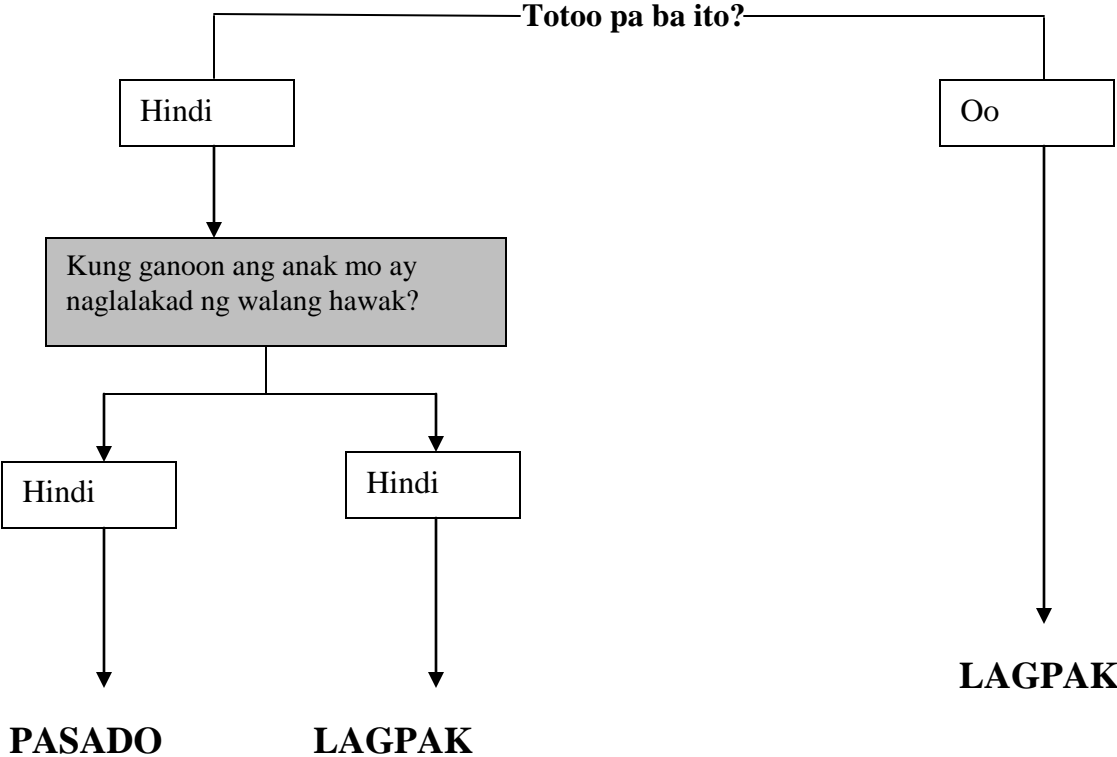 Totoo pa ba ito?
Hindi
Oo
Kung ganoon ang anak mo ay
naglalakad ng walang hawak?
Hindi
Hindi
LAGPAK
PASADO
LAGPAK